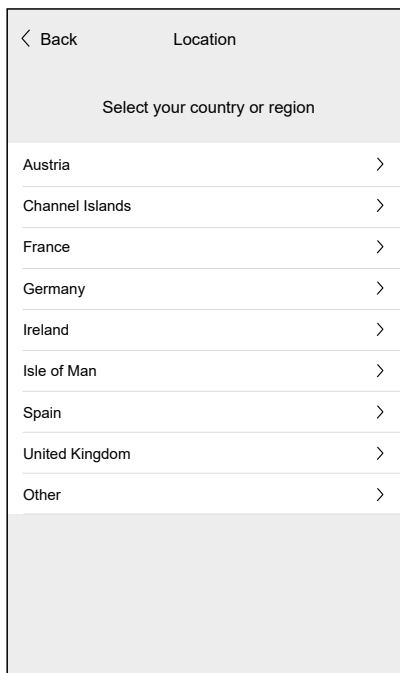 Back Location
Select your country or region
Austria
Channel Islands
France
Germany
Ireland
Isle of Man
Spain
United Kingdom
Other